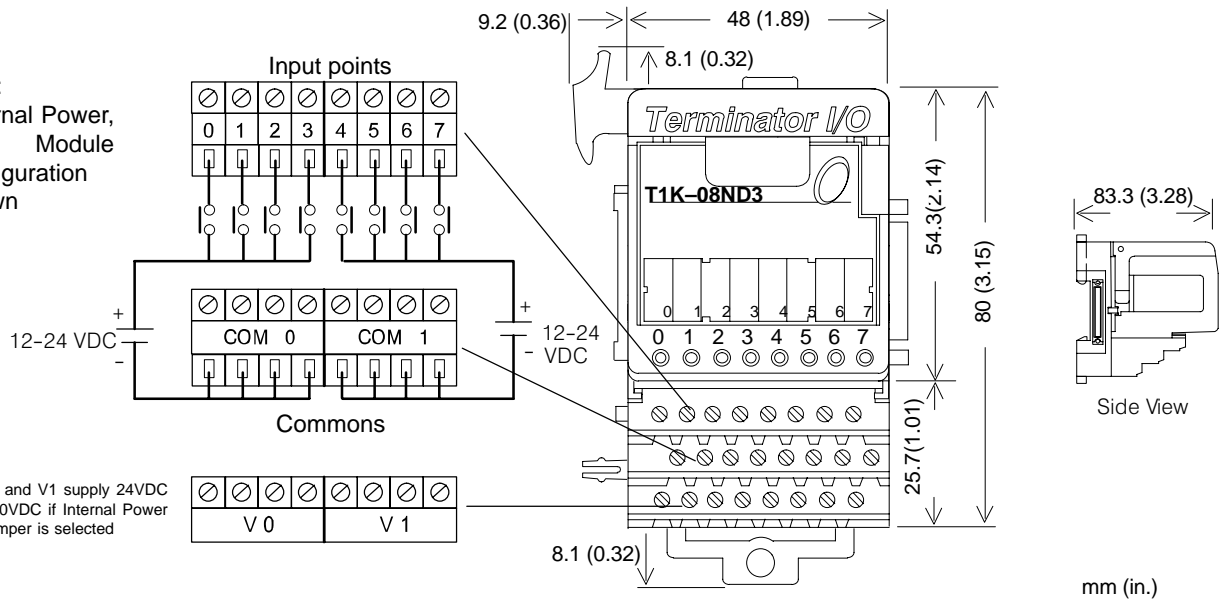 9.2 (0.36)
48 (1.89)
8.1 (0.32)
Input points
0 1 2 3 4 5 6 7
rnal Power,
Module
guration
wn
+
12-24 VDC
-
COM 0 COM 1
+
12-24
VDC
-
Commons
and V1 supply 24VDC
0VDC if Internal Power
mper is selected
V 0 V 1
Terminator I/O
T1K–08ND3
0 1 2 3 4 5 6 7
0 1 2 3 4 5 6 7
54.3(2.14)
80 (3.15)
25.7(1.01)
8.1 (0.32)
83.3 (3.28)
Side View
mm (in.)